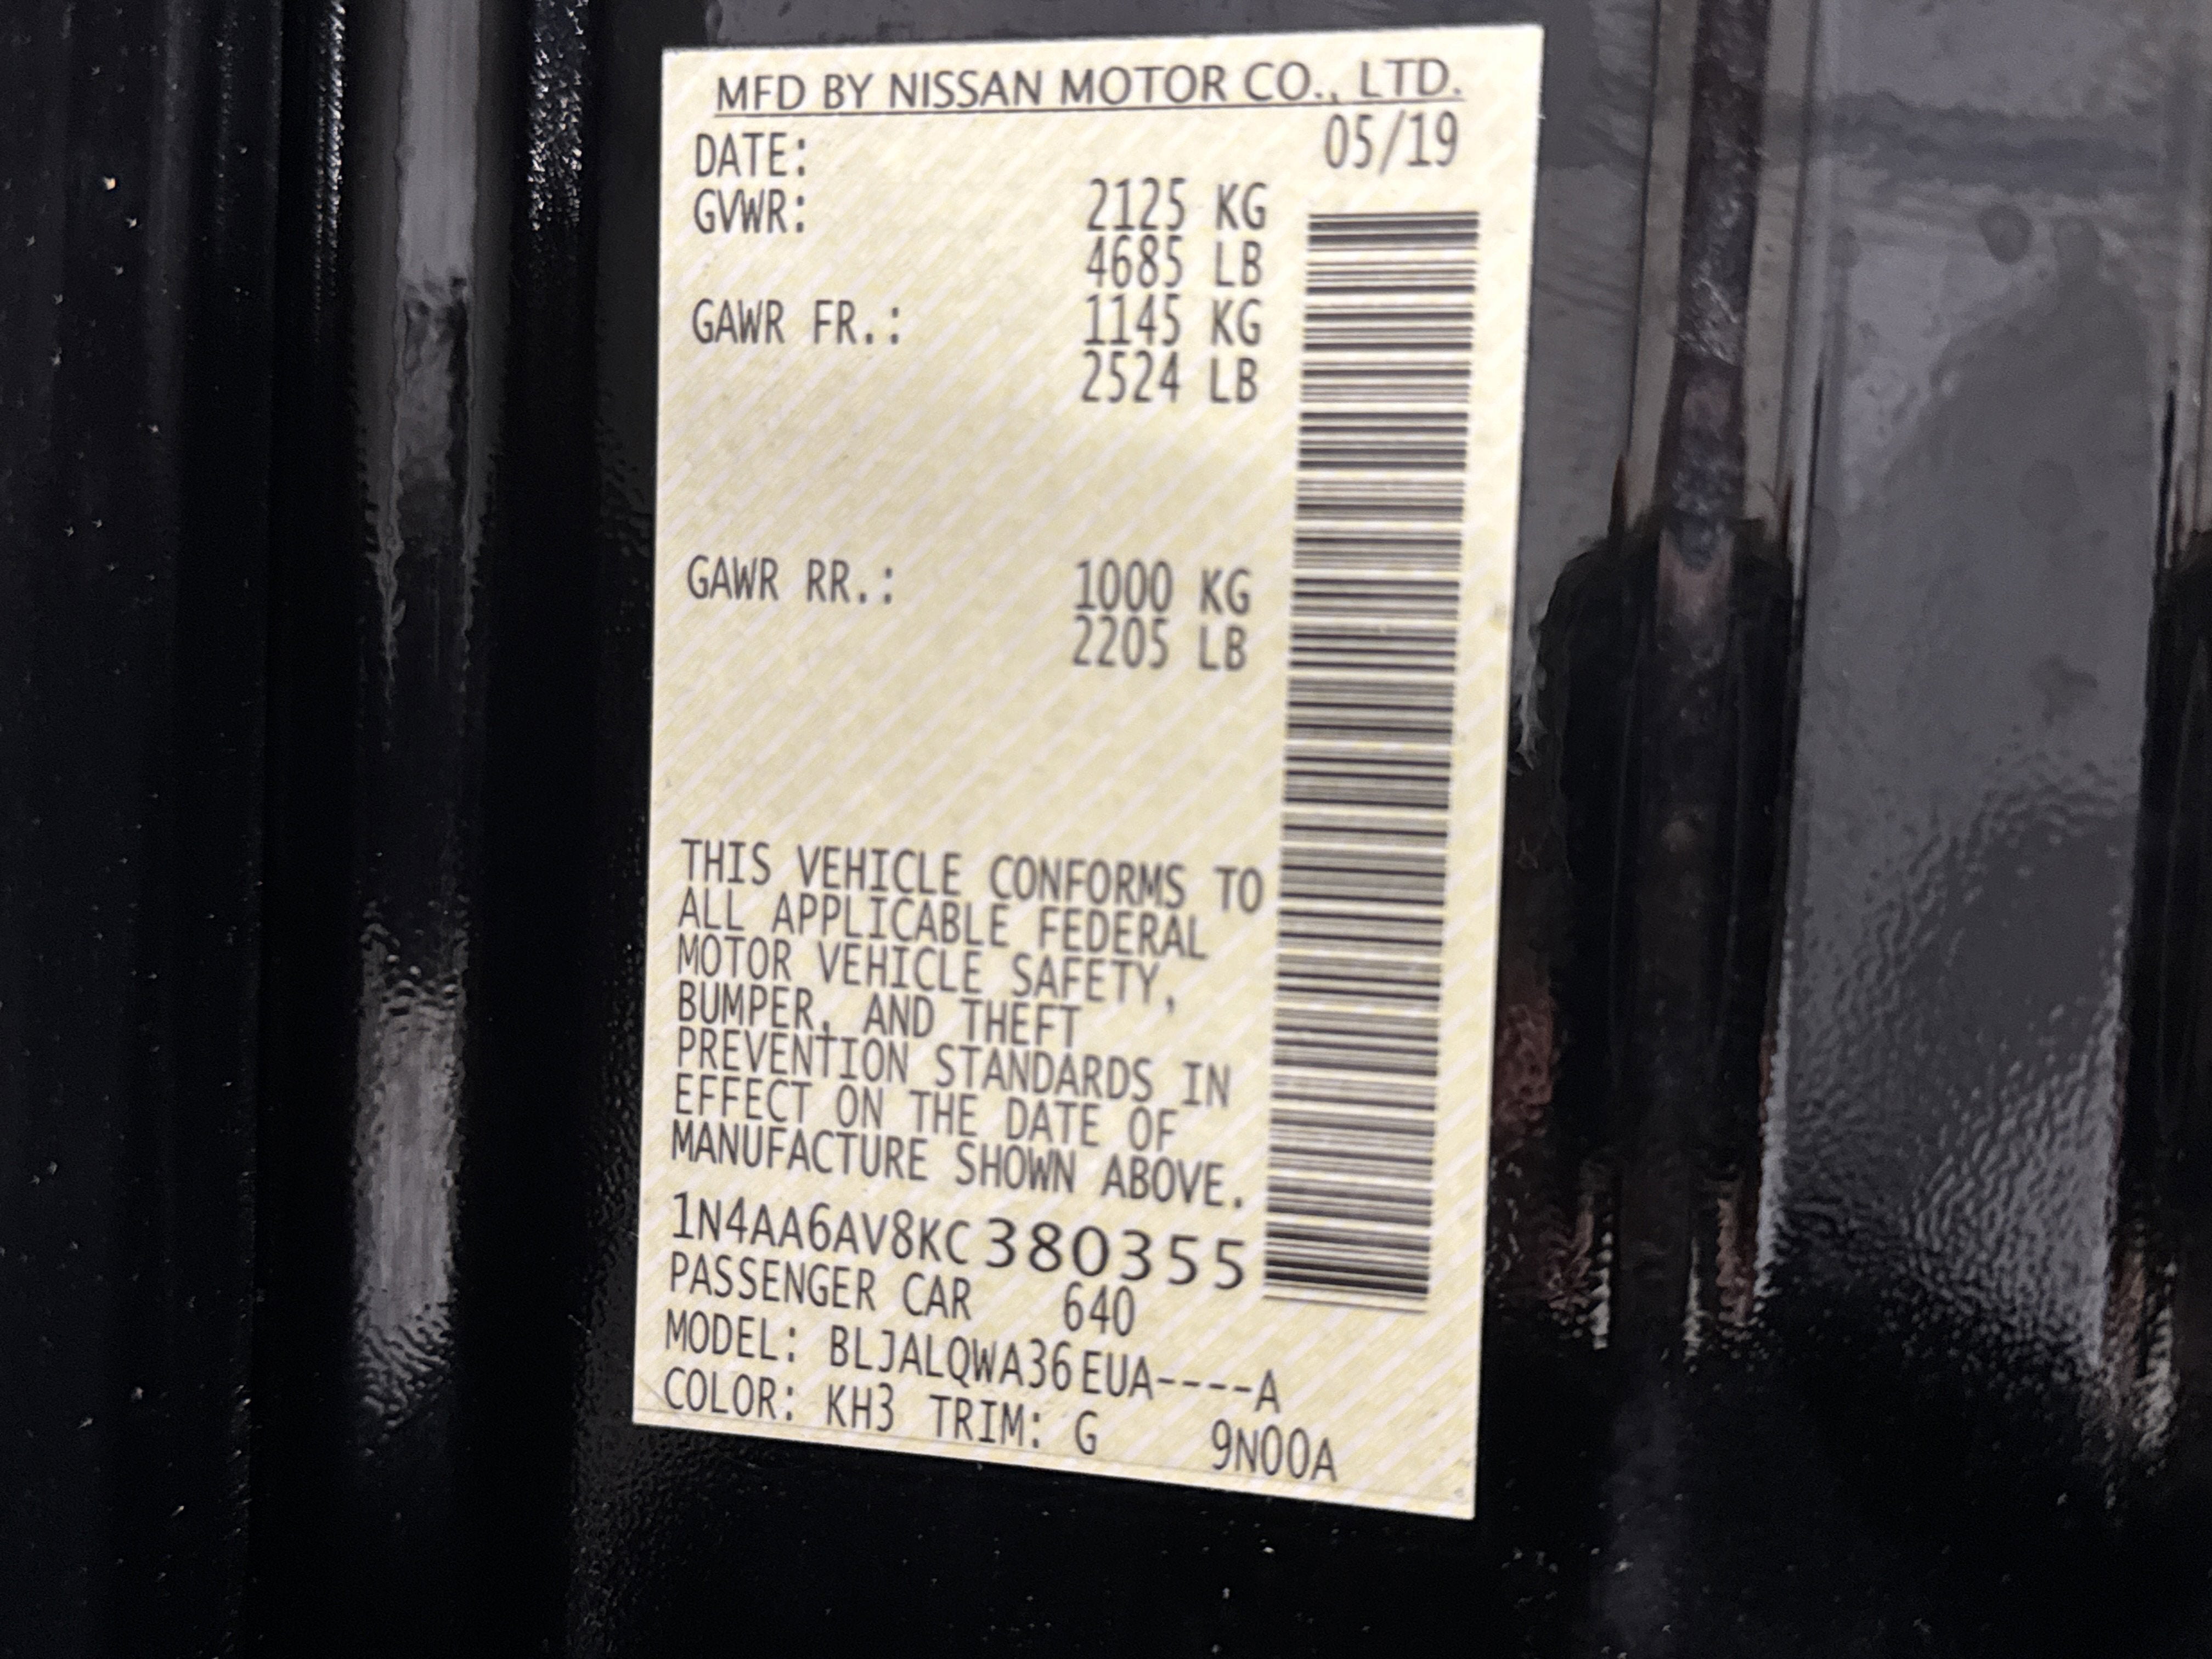 MFD BY NISSAN MOTOR CO., LTD.
DATE: 05/19
GVWR: 2125 KG
4685 LB
GAWR FR.: 1145 KG
2524 LB
GAWR RR.: 1000 KG
2205 LB
THIS VEHICLE CONFORMS TO
ALL APPLICABLE FEDERAL
MOTOR VEHICLE SAFETY,
BUMPER, AND THEFT
PREVENTION STANDARDS IN
EFFECT ON THE DATE OF
MANUFACTURE SHOWN ABOVE.
1N4AA6AV8KC380355
PASSENGER CAR 640
MODEL: BLJALQWA36EUA----A
COLOR: KH3 TRIM: G 9N00A